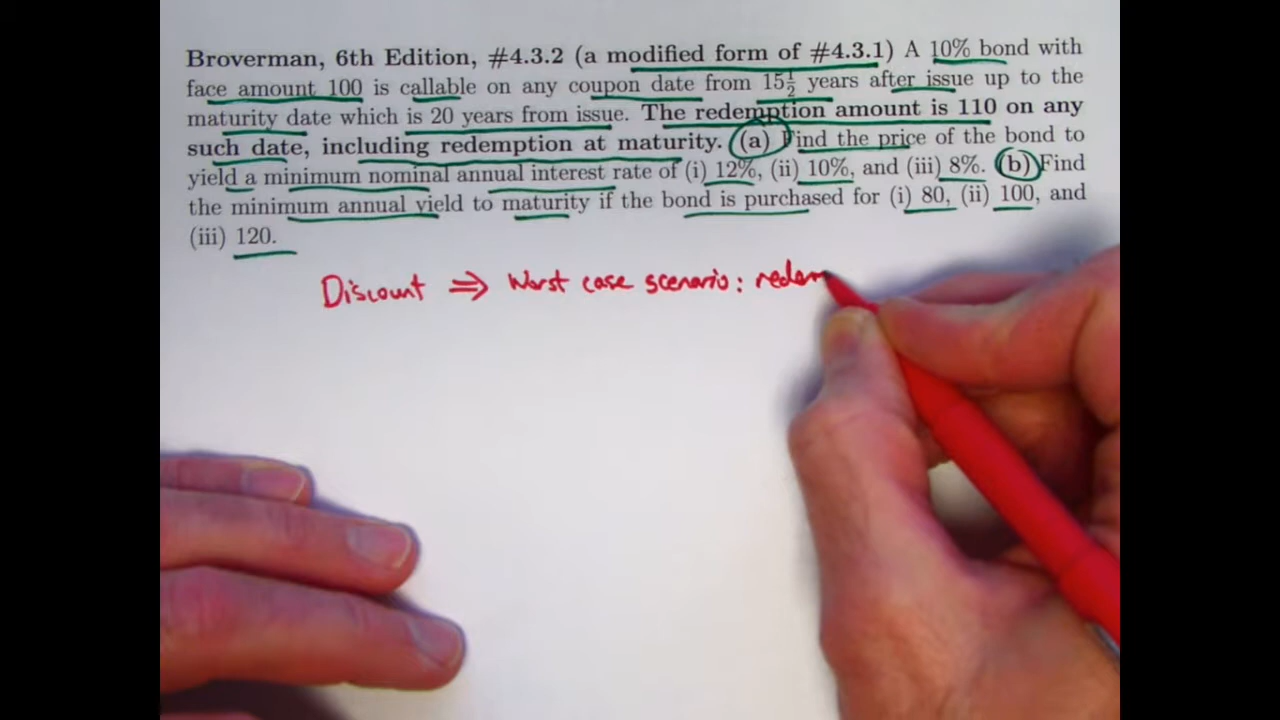 Broverman, 6th Edition, #4.3.2 (a modified form of #4.3.1) A 10% bond with
face amount 100 is callable on any coupon date from 15½ years after issue up to the
maturity date which is 20 years from issue. The redemption amount is 110 on any
such date, including redemption at maturity. (a) Find the price of the bond to
yield a minimum nominal annual interest rate of (i) 12%, (ii) 10%, and (iii) 8%. (b) Find
the minimum annual yield to maturity if the bond is purchased for (i) 80, (ii) 100, and
(iii) 120.
Discount ⇒ Worst case scenario: redem